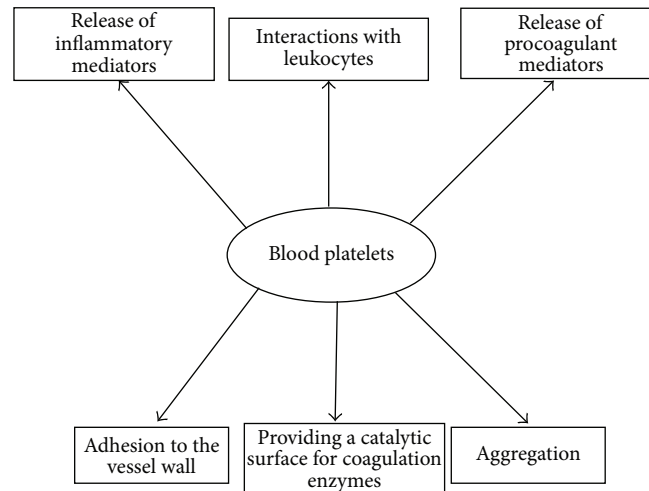 Release of
inflammatory
mediators
Interactions with
leukocytes
Release of
procoagulant
mediators
Blood platelets
Adhesion to the
vessel wall
Providing a catalytic
surface for coagulation
enzymes
Aggregation